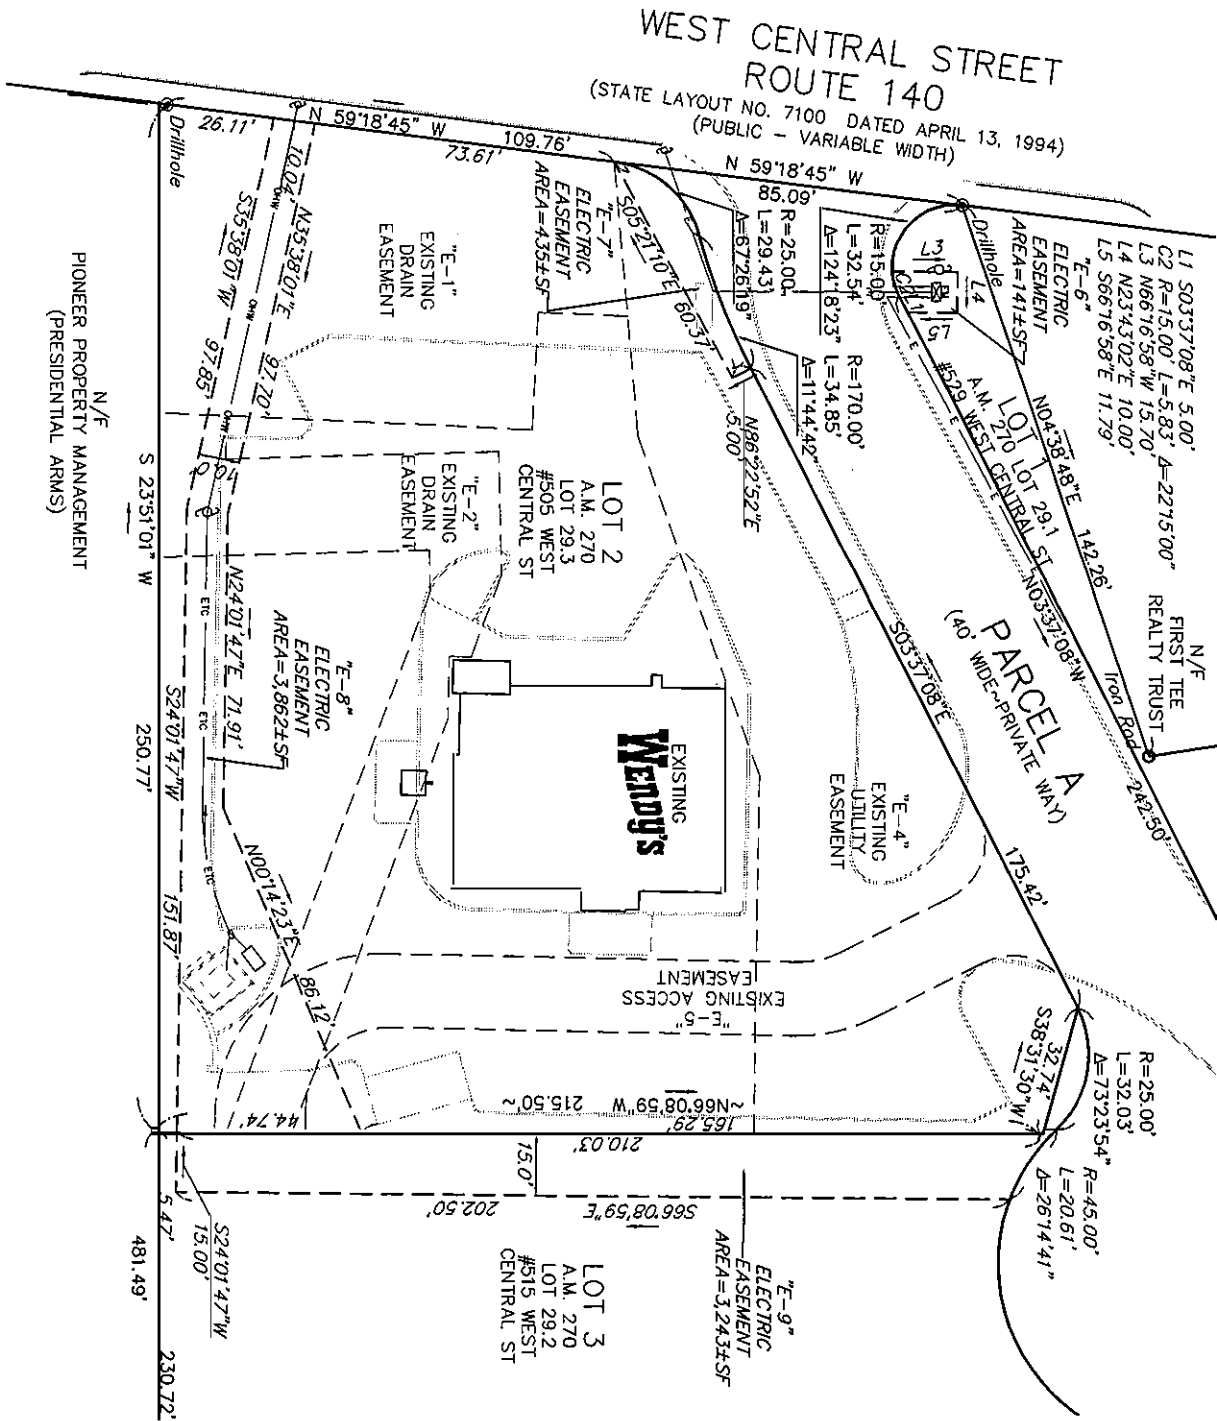 WEST CENTRAL STREET
ROUTE 140
(STATE LAYOUT NO. 7100 DATED APRIL 13, 1994)
(PUBLIC - VARIABLE WIDTH)
N 59°18'45" W
109.76'
26.11'
73.61'
N 59°18'45" W
85.09'
Drillhole
Drillhole
L1 S03°37'08"E 5.00'
C2 R=15.00' L=5.83' Δ=22°15'00"
L3 N66°16'58"W 15.70'
L4 N23°43'02"E 10.00'
L5 S66°16'58"E 11.79'
"E-6"
ELECTRIC
EASEMENT
AREA=141±SF
L3
L4
L5
L1
C2
R=15.00'
L=32.54'
Δ=124°18'23"
R=25.00'
L=29.43'
Δ=67°26'19"
R=170.00'
L=34.85'
Δ=11°44'42"
"E-7"
ELECTRIC
EASEMENT
AREA=435±SF
S05°21'10"E 60.37'
N86°22'52"E
5.00'
10.04'
N35°38'01"E
97.70'
S35°38'01"W
97.85'
OHW
OHW
OHW
"E-1"
EXISTING
DRAIN
EASEMENT
"E-2"
EXISTING
DRAIN
EASEMENT
LOT 2
A.M. 270
LOT 29.3
#505 WEST
CENTRAL ST
LOT 1
A.M. 270 LOT 29.1
#529 WEST CENTRAL ST
E
E
E
E
N04°38'48"E
142.26'
N03°37'08"W
242.50'
Iron Rod
N/F
FIRST TEE
REALTY TRUST
PARCEL A
(40' WIDE~PRIVATE WAY)
S03°37'08"E
175.42'
N/F
PIONEER PROPERTY MANAGEMENT
(PRESIDENTIAL ARMS)
S 23°51'01" W
250.77'
10.0'
N24°01'47"E 71.91'
S24°01'47"W
151.87'
ETC
ETC
ETC
"E-8"
ELECTRIC
EASEMENT
AREA=3,862±SF
N00°14'23"E
86.12'
EXISTING
WENDY'S
"E-4"
EXISTING
UTILITY
EASEMENT
"E-5"
EXISTING ACCESS
EASEMENT
S38°31'30"W
32.74'
R=25.00'
L=32.03'
Δ=73°23'54"
R=45.00'
L=20.61'
Δ=26°14'41"
~N66°08'59"W 215.50'~
165.29'
44.74'
210.03'
15.0'
S66°08'59"E
202.50'
"E-9"
ELECTRIC
EASEMENT
AREA=3,243±SF
LOT 3
A.M. 270
LOT 29.2
#515 WEST
CENTRAL ST
S24°01'47"W
15.00'
5.47'
481.49'
230.72'